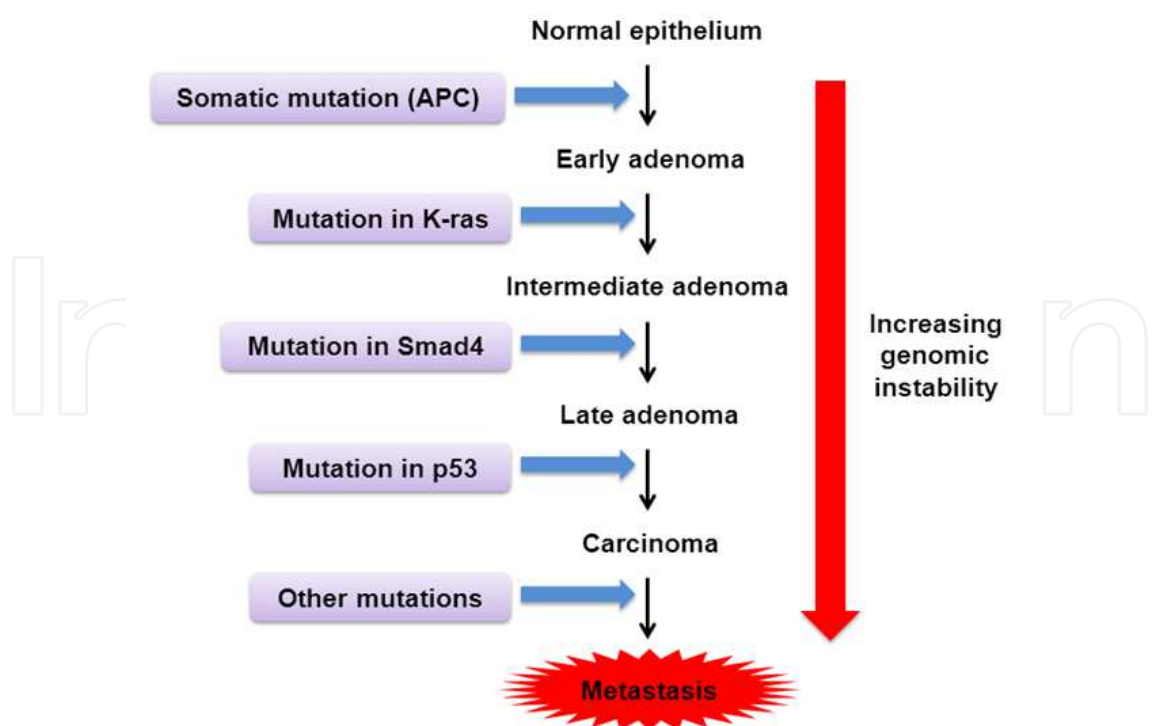 Normal epithelium
Somatic mutation (APC)
Early adenoma
Mutation in K-ras
Intermediate adenoma
Mutation in Smad4
Increasing
genomic
instability
Late adenoma
Mutation in p53
Carcinoma
Other mutations
Metastasis